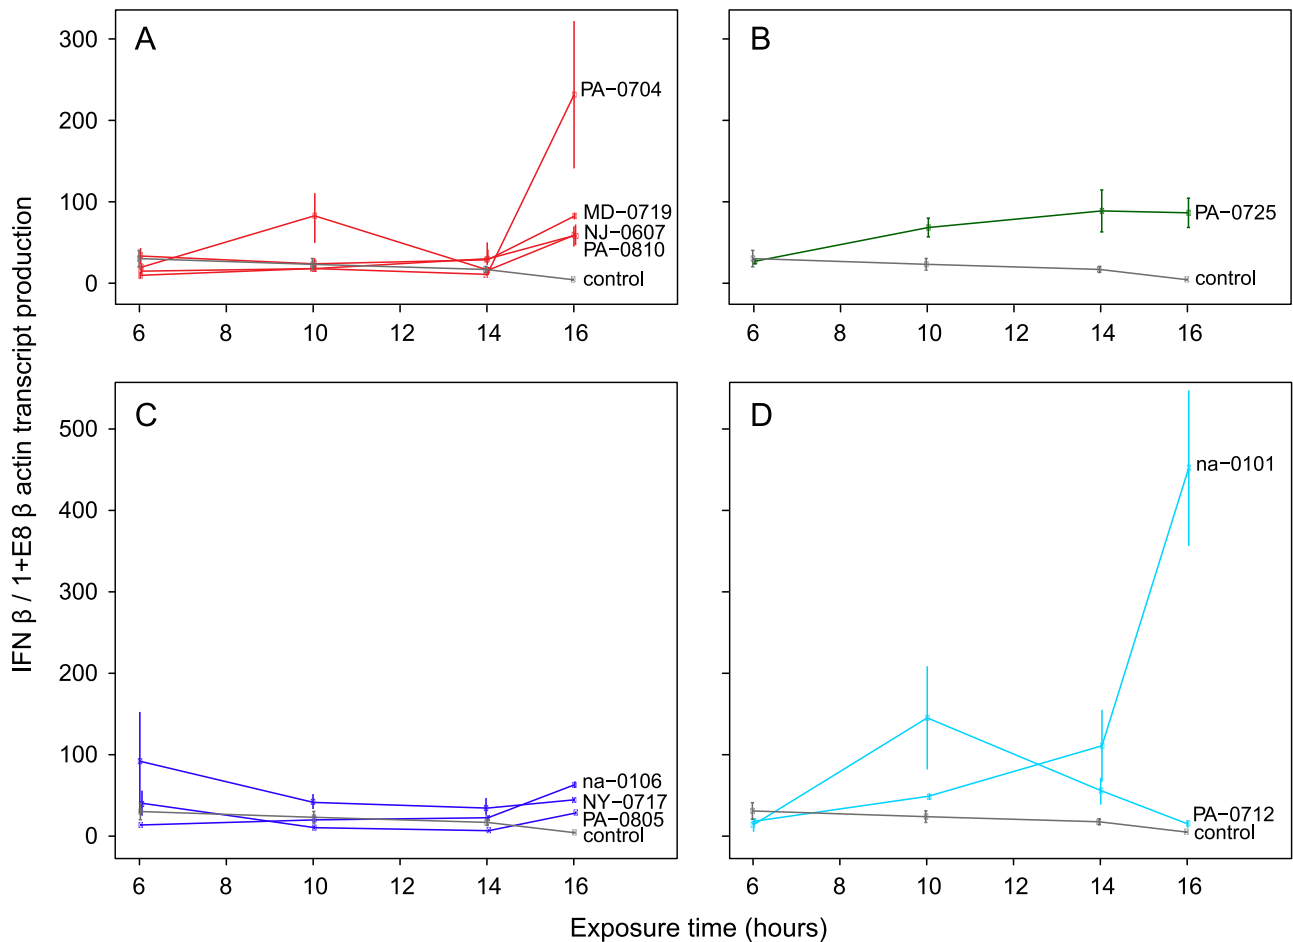 A
300
200
100
0
PA−0704
MD−0719
NJ−0607
PA−0810
control
6 8 10 12 14 16
B
PA−0725
control
6 8 10 12 14 16
IFN β / 1+E8 β actin transcript production
C
500
400
300
200
100
0
na−0106
NY−0717
PA−0805
control
6 8 10 12 14 16
D
na−0101
PA−0712
control
6 8 10 12 14 16
Exposure time (hours)